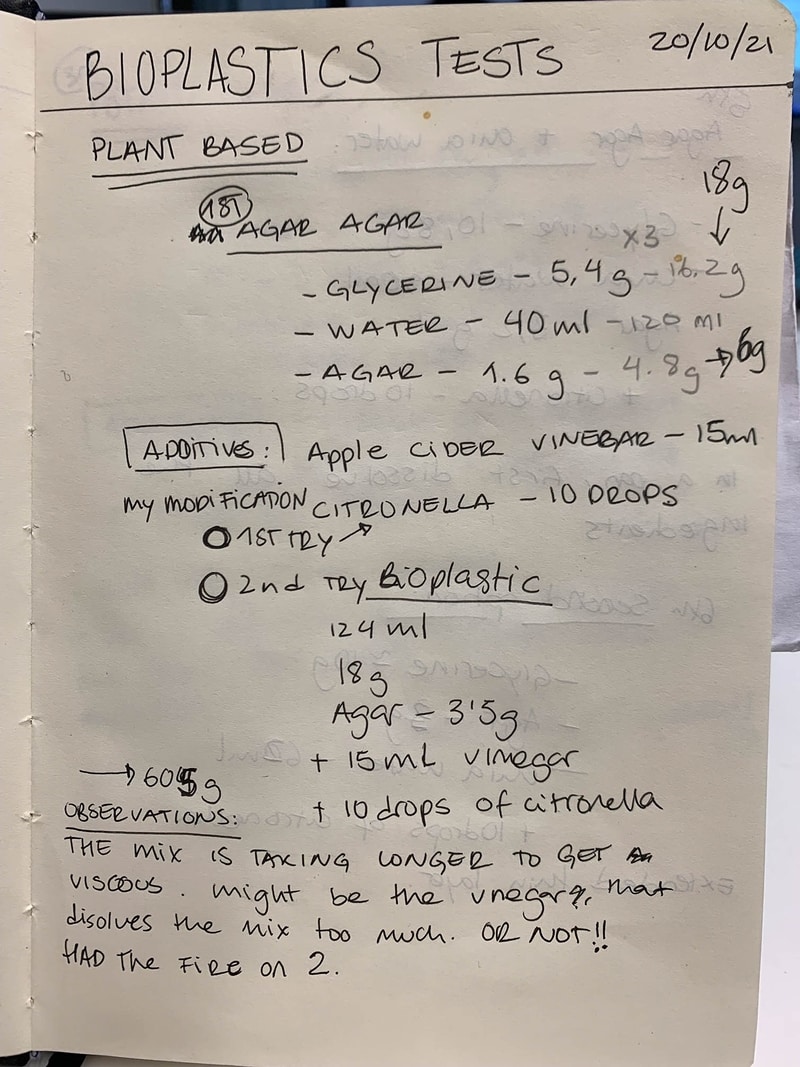 BIOPLASTICS TESTS 20/10/21
PLANT BASED
1ST
AGAR AGAR
18g
x3 ↓
- GLYCERINE - 5,4 g - 16.2g
- WATER - 40 ml - 120 ml
- AGAR - 1.6 g - 4.8g → 6g
ADDITIVES: Apple CIDER VINEBAR - 15ml
my MODIFICATION CITRONELLA - 10 DROPS
1ST TRY ↗
2nd TRY BiOplastic
124 ml
18g
Agar - 3'5g
+ 15 mL vinegar
→ 605g
+ 10 drops of citronella
OBSERVATIONS:
THE mix is TAKING LONGER TO GET
VISCOUS. might be the vnegar?, that
disolves the mix too much. OR NOT!!
HAD The FIRE on 2.